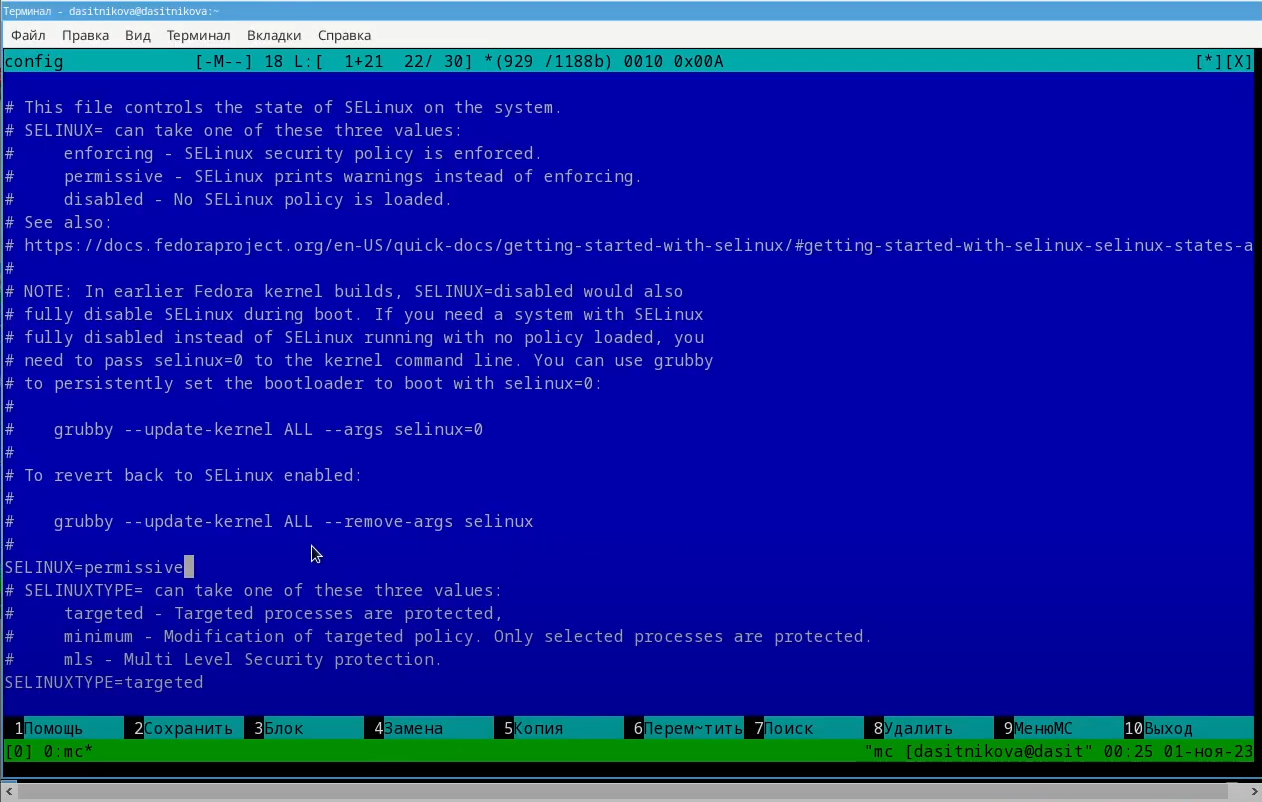 Терминал - dasitnikova@dasitnikova:~
Файл Правка Вид Терминал Вкладки Справка
config [-M--] 18 L:[ 1+21 22/ 30] *(929 /1188b) 0010 0x00A [*][X]
# This file controls the state of SELinux on the system.
# SELINUX= can take one of these three values:
#     enforcing - SELinux security policy is enforced.
#     permissive - SELinux prints warnings instead of enforcing.
#     disabled - No SELinux policy is loaded.
# See also:
# https://docs.fedoraproject.org/en-US/quick-docs/getting-started-with-selinux/#getting-started-with-selinux-selinux-states-a
#
# NOTE: In earlier Fedora kernel builds, SELINUX=disabled would also
# fully disable SELinux during boot. If you need a system with SELinux
# fully disabled instead of SELinux running with no policy loaded, you
# need to pass selinux=0 to the kernel command line. You can use grubby
# to persistently set the bootloader to boot with selinux=0:
#
#    grubby --update-kernel ALL --args selinux=0
#
# To revert back to SELinux enabled:
#
#    grubby --update-kernel ALL --remove-args selinux
#
SELINUX=permissive
# SELINUXTYPE= can take one of these three values:
#     targeted - Targeted processes are protected,
#     minimum - Modification of targeted policy. Only selected processes are protected.
#     mls - Multi Level Security protection.
SELINUXTYPE=targeted
1Помощь 2Сохранить 3Блок 4Замена 5Копия 6Перем~тить 7Поиск 8Удалить 9МенюMC 10Выход
[0] 0:mc* "mc [dasitnikova@dasit" 00:25 01-ноя-23